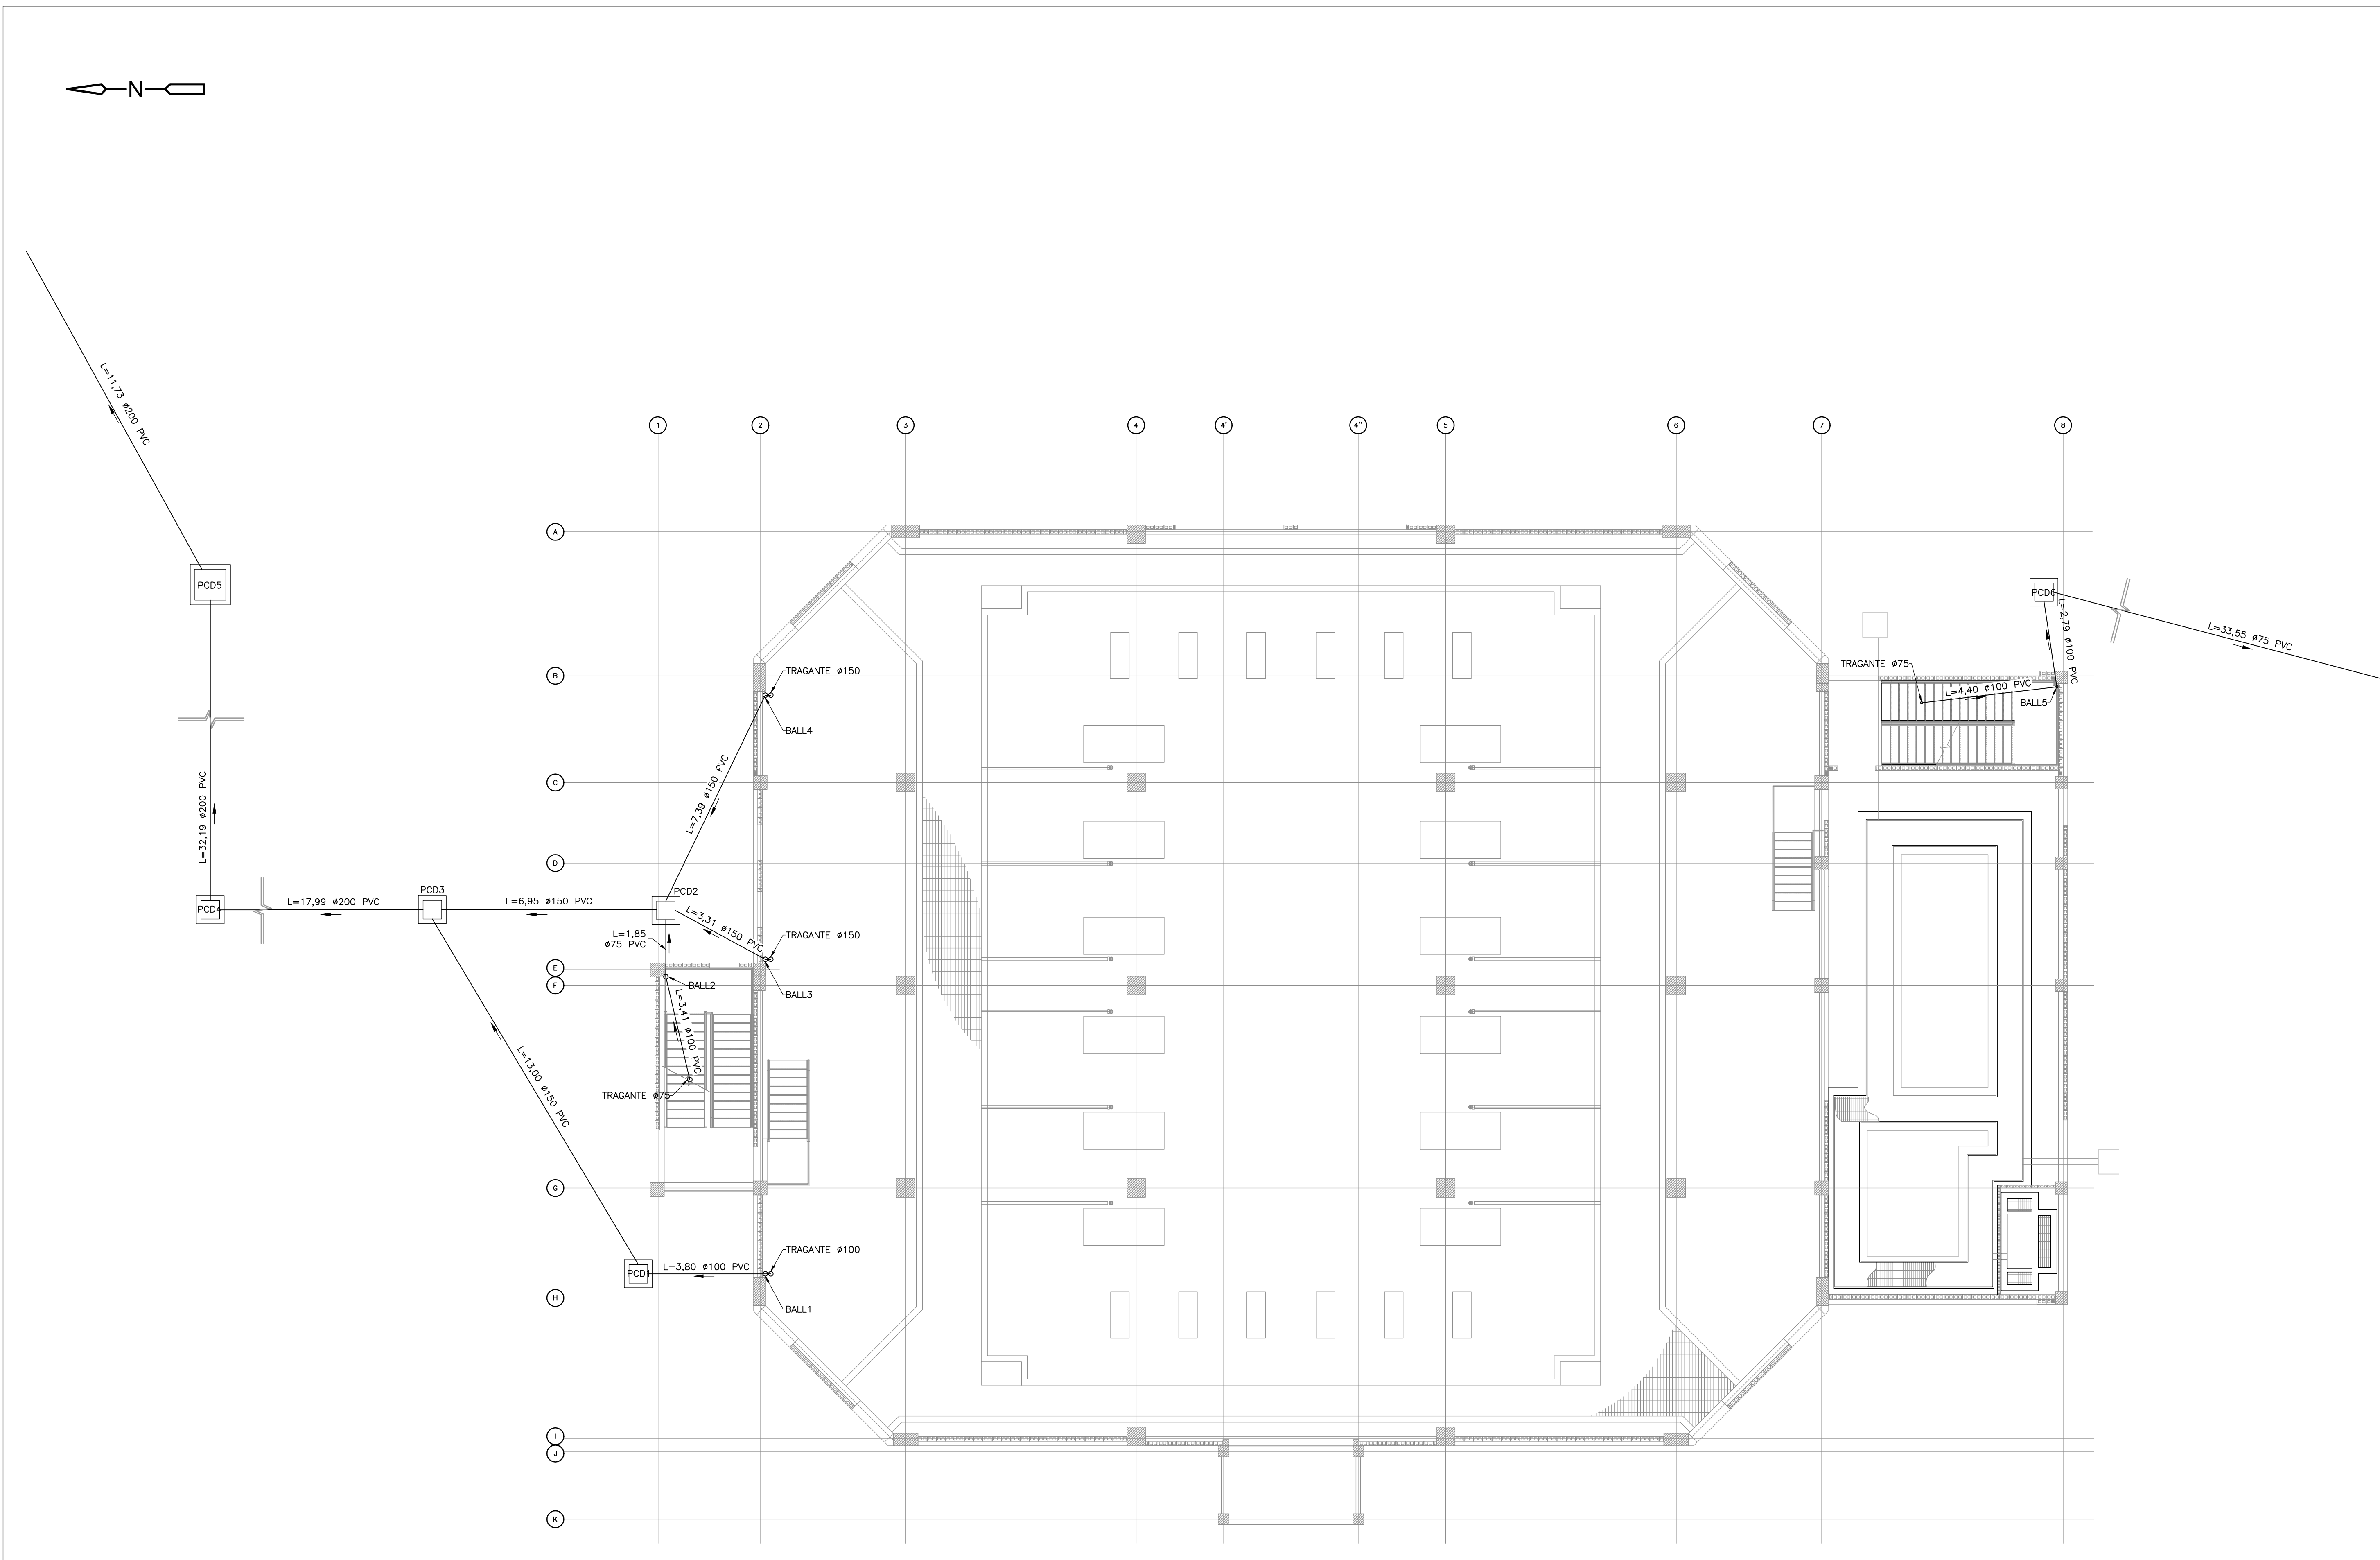 N
L=11,73 ø200 PVC
1
2
3
4
4'
4''
5
6
7
8
A
PCD5
PCD6
L=2,79 ø100 PVC
L=33,55 ø75 PVC
B
TRAGANTE ø150
TRAGANTE ø75
L=4,40 ø100 PVC
BALL5
BALL4
C
L=7,39 ø150 PVC
L=32,19 ø200 PVC
D
PCD3
PCD2
PCD4
L=17,99 ø200 PVC
L=6,95 ø150 PVC
L=3,31 ø150 PVC
L=1,85
ø75 PVC
TRAGANTE ø150
E
F
BALL2
BALL3
L=3,41 ø100 PVC
L=13,00 ø150 PVC
TRAGANTE ø75
G
TRAGANTE ø100
PCD1
L=3,80 ø100 PVC
H
BALL1
I
J
K